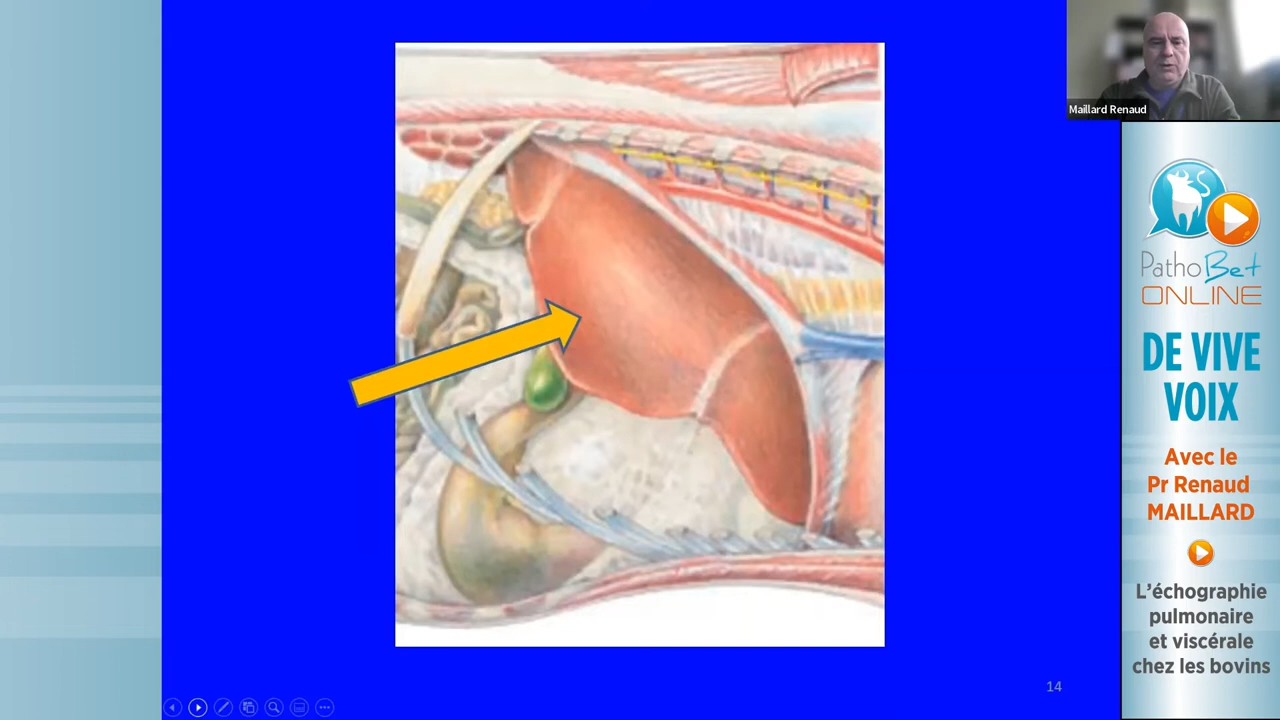 Maillard Renaud
Patho Bet
ONLINE
DE VIVE
VOIX
Avec le
Pr Renaud
MAILLARD
L'échographie
pulmonaire
et viscérale
chez les bovins
14